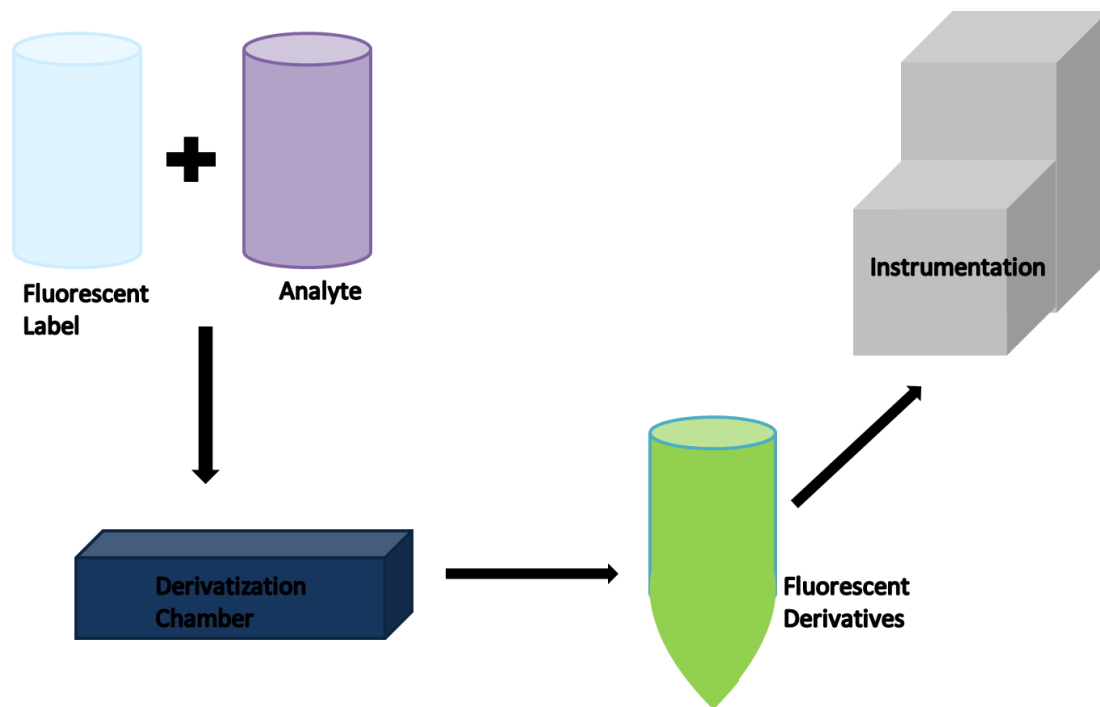 Fluorescent
Label
Analyte
Instrumentation
Derivatization
Chamber
Fluorescent
Derivatives